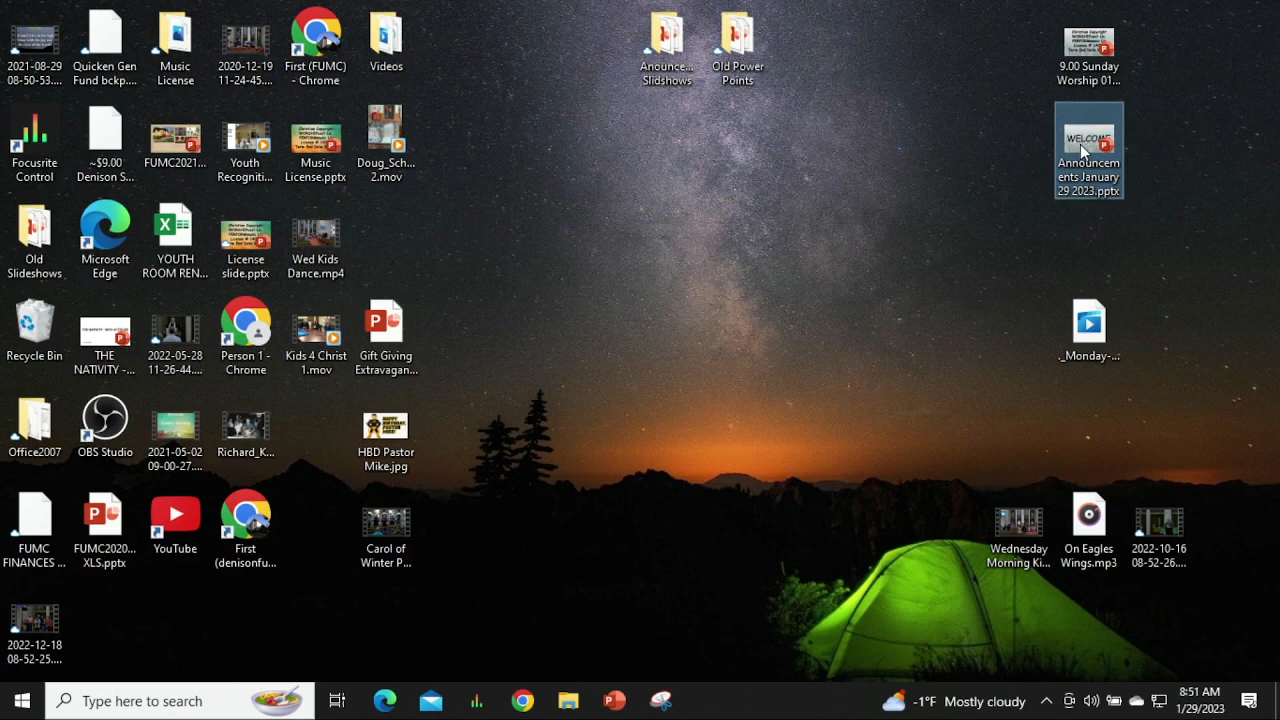 2021-08-29
08-50-53....
Quicken Gen
Fund bckp....
Music
License
2020-12-19
11-24-45....
First (FUMC)
- Chrome
Videos
Anounce...
Slidshows
Old Power
Points
9.00 Sunday
Worship 01...
Focusrite
Control
~$9.00
Denison S...
FUMC2021...
Youth
Recogniti...
Music
License.pptx
Doug_Sch...
2.mov
WELCOME
Announcem
ents January
29 2023.pptx
Old
Slideshows
Microsoft
Edge
YOUTH
ROOM REN...
License
slide.pptx
Wed Kids
Dance.mp4
Recycle Bin
THE
NATIVITY -...
2022-05-28
11-26-44....
Person 1 -
Chrome
Kids 4 Christ
1.mov
Gift Giving
Extravagan...
._Monday-...
Office2007
OBS Studio
2021-05-02
09-00-27....
Richard_K...
HAPPY
BIRTHDAY,
PASTOR
MIKE!
HBD Pastor
Mike.jpg
FUMC
FINANCES ...
FUMC2020...
XLS.pptx
YouTube
First
(denisonfu...
Carol of
Winter P...
Wednesday
Morning Ki...
On Eagles
Wings.mp3
2022-10-16
08-52-26....
2022-12-18
08-52-25....
Type here to search
-1°F Mostly cloudy
8:51 AM
1/29/2023